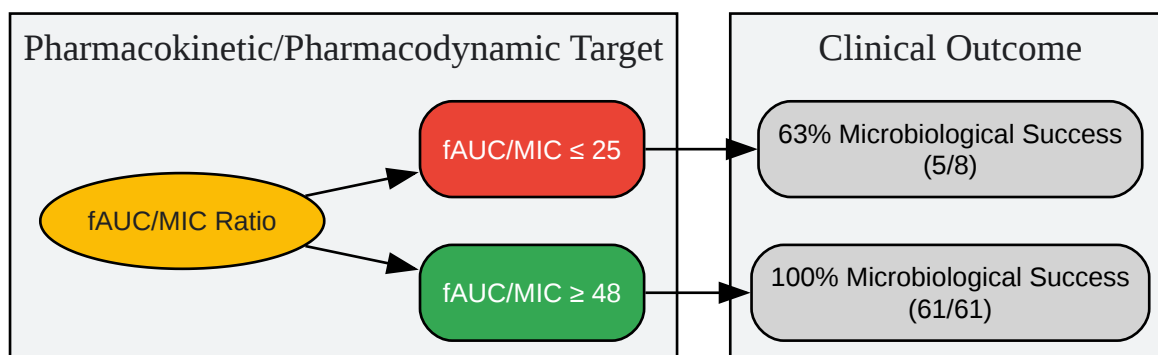 Pharmacokinetic/Pharmacodynamic Target
Clinical Outcome
fAUC/MIC Ratio
fAUC/MIC ≤ 25
63% Microbiological Success
(5/8)
fAUC/MIC ≥ 48
100% Microbiological Success
(61/61)